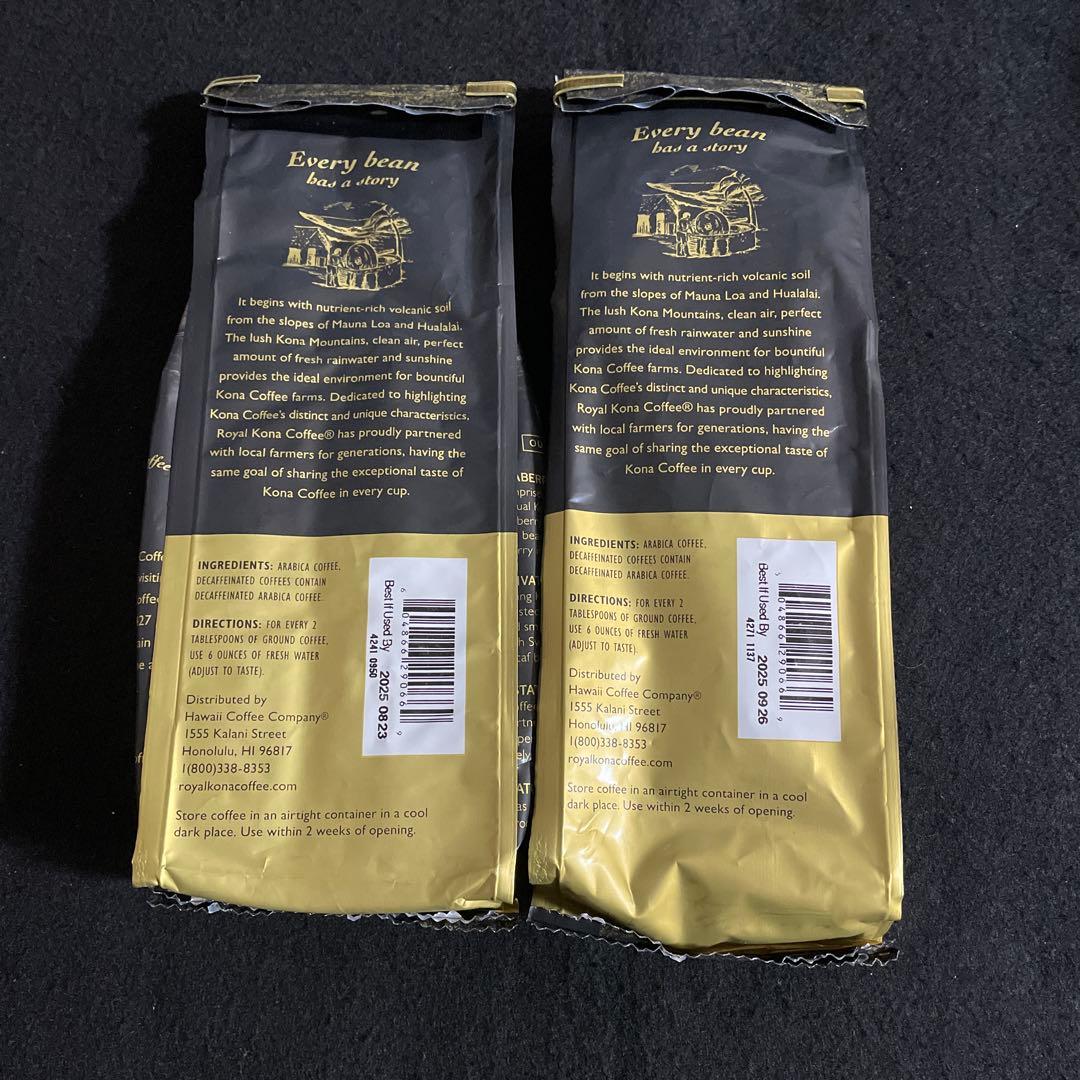 Every bean
has a story
It begins with nutrient-rich volcanic soil
from the slopes of Mauna Loa and Hualalai.
The lush Kona Mountains, clean air, perfect
amount of fresh rainwater and sunshine
provides the ideal environment for bountiful
Kona Coffee farms. Dedicated to highlighting
Kona Coffee's distinct and unique characteristics,
Royal Kona Coffee® has proudly partnered
with local farmers for generations, having the
same goal of sharing the exceptional taste of
Kona Coffee in every cup.
INGREDIENTS: ARABICA COFFEE,
DECAFFEINATED COFFEES CONTAIN
DECAFFEINATED ARABICA COFFEE.
DIRECTIONS: FOR EVERY 2
TABLESPOONS OF GROUND COFFEE,
USE 6 OUNCES OF FRESH WATER
(ADJUST TO TASTE).
Distributed by
Hawaii Coffee Company®
1555 Kalani Street
Honolulu, HI 96817
1(800)338-8353
royalkonacoffee.com
Store coffee in an airtight container in a cool
dark place. Use within 2 weeks of opening.
Best If Used By 2025 08 23
4241 0950
6 04866 29066 9
Every bean
has a story
It begins with nutrient-rich volcanic soil
from the slopes of Mauna Loa and Hualalai.
The lush Kona Mountains, clean air, perfect
amount of fresh rainwater and sunshine
provides the ideal environment for bountiful
Kona Coffee farms. Dedicated to highlighting
Kona Coffee's distinct and unique characteristics,
Royal Kona Coffee® has proudly partnered
with local farmers for generations, having the
same goal of sharing the exceptional taste of
Kona Coffee in every cup.
INGREDIENTS: ARABICA COFFEE,
DECAFFEINATED COFFEES CONTAIN
DECAFFEINATED ARABICA COFFEE.
DIRECTIONS: FOR EVERY 2
TABLESPOONS OF GROUND COFFEE,
USE 6 OUNCES OF FRESH WATER
(ADJUST TO TASTE).
Distributed by
Hawaii Coffee Company®
1555 Kalani Street
Honolulu, HI 96817
1(800)338-8353
royalkonacoffee.com
Store coffee in an airtight container in a cool
dark place. Use within 2 weeks of opening.
Best If Used By 2025 09 26
4271 1137
04866 29066 9